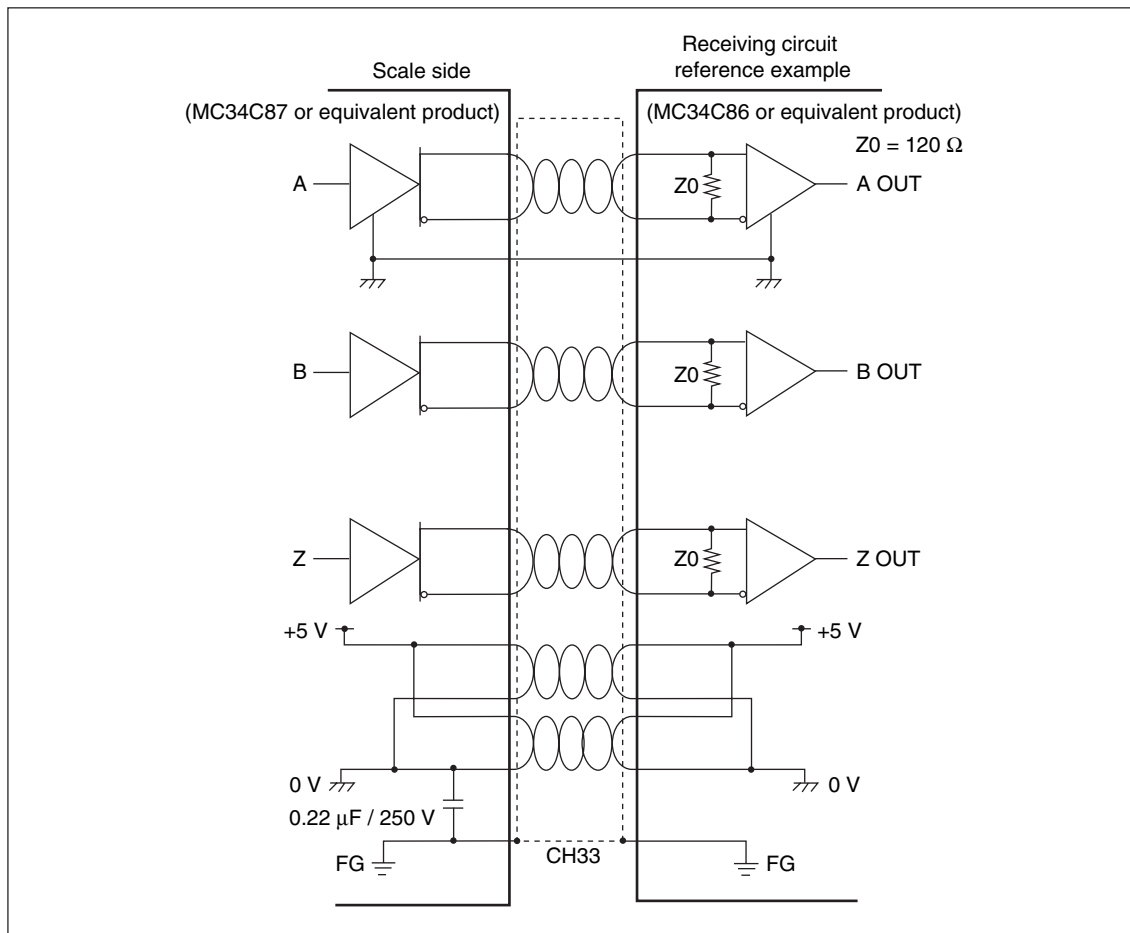 Receiving circuit
reference example
Scale side
(MC34C87 or equivalent product)
(MC34C86 or equivalent product)
Z0 = 120 Ω
A
Z0
A OUT
B
Z0
B OUT
Z
Z0
Z OUT
+5 V
+5 V
0 V
0 V
0.22 μF / 250 V
FG
CH33
FG